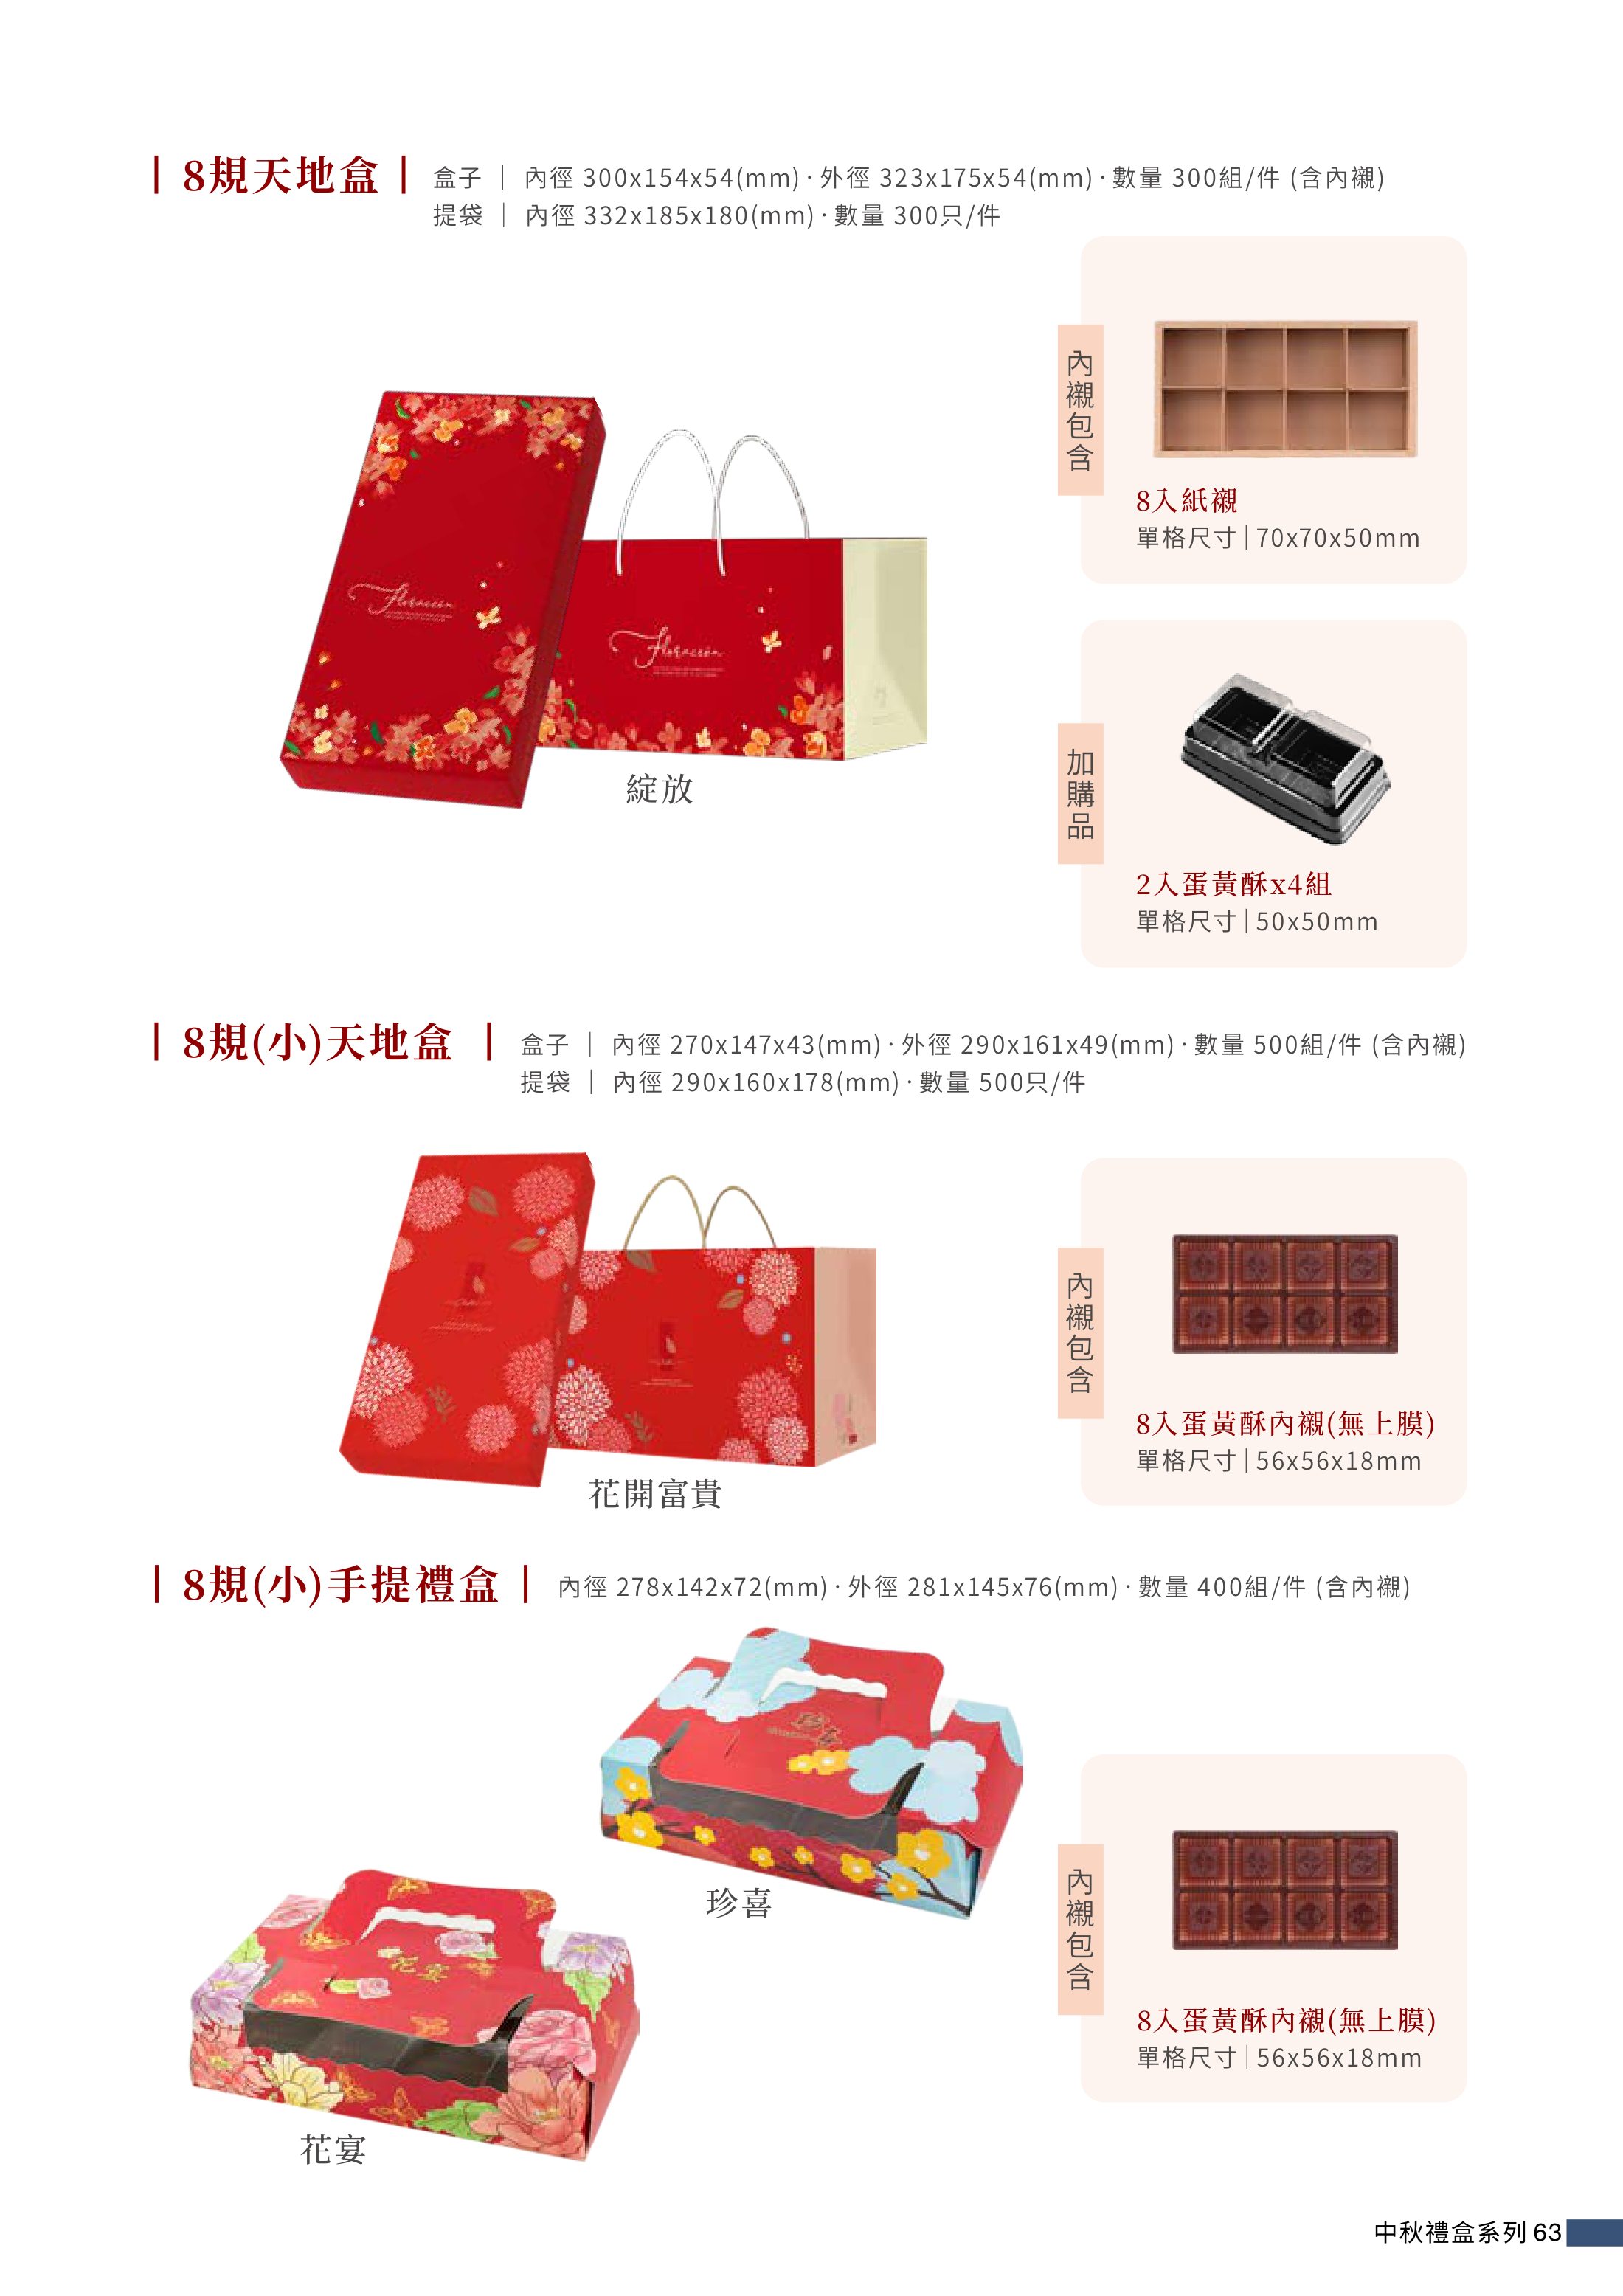 8規天地盒
盒子｜內徑 300x154x54(mm)·外徑 323x175x54(mm)·數量 300組/件 (含內襯)
提袋｜內徑 332x185x180(mm)·數量 300只/件
內襯包含
8入紙襯
單格尺寸｜70x70x50mm
Floración
Floración
綻放
加購品
2入蛋黃酥x4組
單格尺寸｜50x50mm
8規(小)天地盒
盒子｜內徑 270x147x43(mm)·外徑 290x161x49(mm)·數量 500組/件 (含內襯)
提袋｜內徑 290x160x178(mm)·數量 500只/件
花開富貴
內襯包含
8入蛋黃酥內襯(無上膜)
單格尺寸｜56x56x18mm
8規(小)手提禮盒
內徑 278x142x72(mm)·外徑 281x145x76(mm)·數量 400組/件 (含內襯)
珍喜
珍喜
花宴
花宴
內襯包含
8入蛋黃酥內襯(無上膜)
單格尺寸｜56x56x18mm
中秋禮盒系列 63